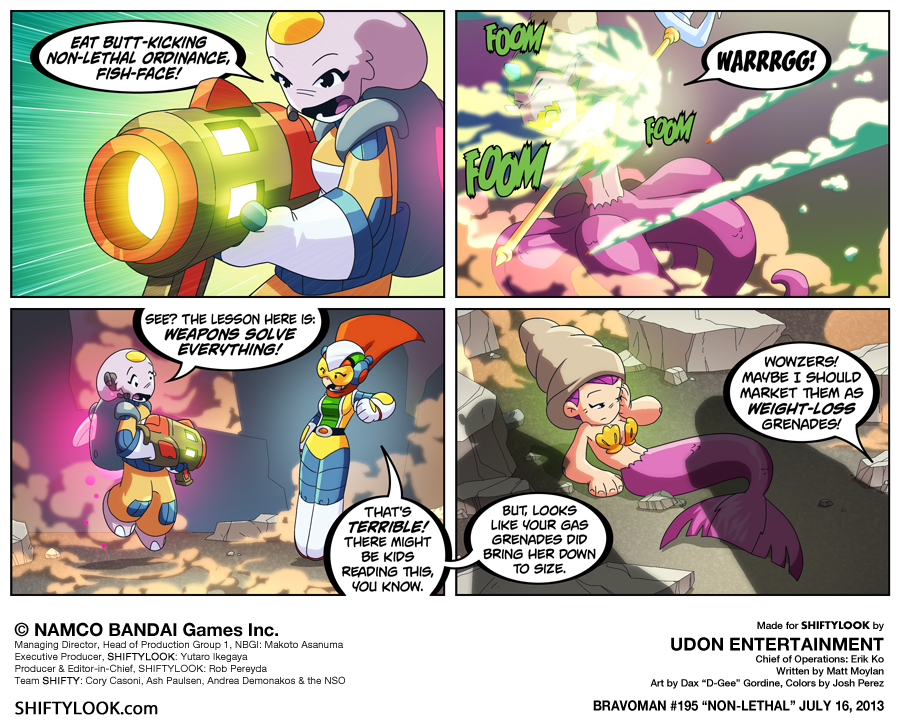 EAT BUTT-KICKING
NON-LETHAL ORDINANCE,
FISH-FACE!
FOOM
WARRRGG!
FOOM
FOOM
SEE? THE LESSON HERE IS:
WEAPONS SOLVE
EVERYTHING!
THAT'S
TERRIBLE!
THERE MIGHT
BE KIDS
READING THIS,
YOU KNOW.
BUT, LOOKS
LIKE YOUR GAS
GRENADES DID
BRING HER DOWN
TO SIZE.
WOWZERS!
MAYBE I SHOULD
MARKET THEM AS
WEIGHT-LOSS
GRENADES!
© NAMCO BANDAI Games Inc.
Managing Director, Head of Production Group 1, NBGI: Makoto Asanuma
Executive Producer, SHIFTYLOOK: Yutaro Ikegaya
Producer & Editor-in-Chief, SHIFTYLOOK: Rob Pereyda
Team SHIFTY: Cory Casoni, Ash Paulsen, Andrea Demonakos & the NSO
SHIFTYLOOK.com
Made for SHIFTYLOOK by
UDON ENTERTAINMENT
Chief of Operations: Erik Ko
Written by Matt Moylan
Art by Dax “D-Gee” Gordine, Colors by Josh Perez
BRAVOMAN #195 “NON-LETHAL” JULY 16, 2013